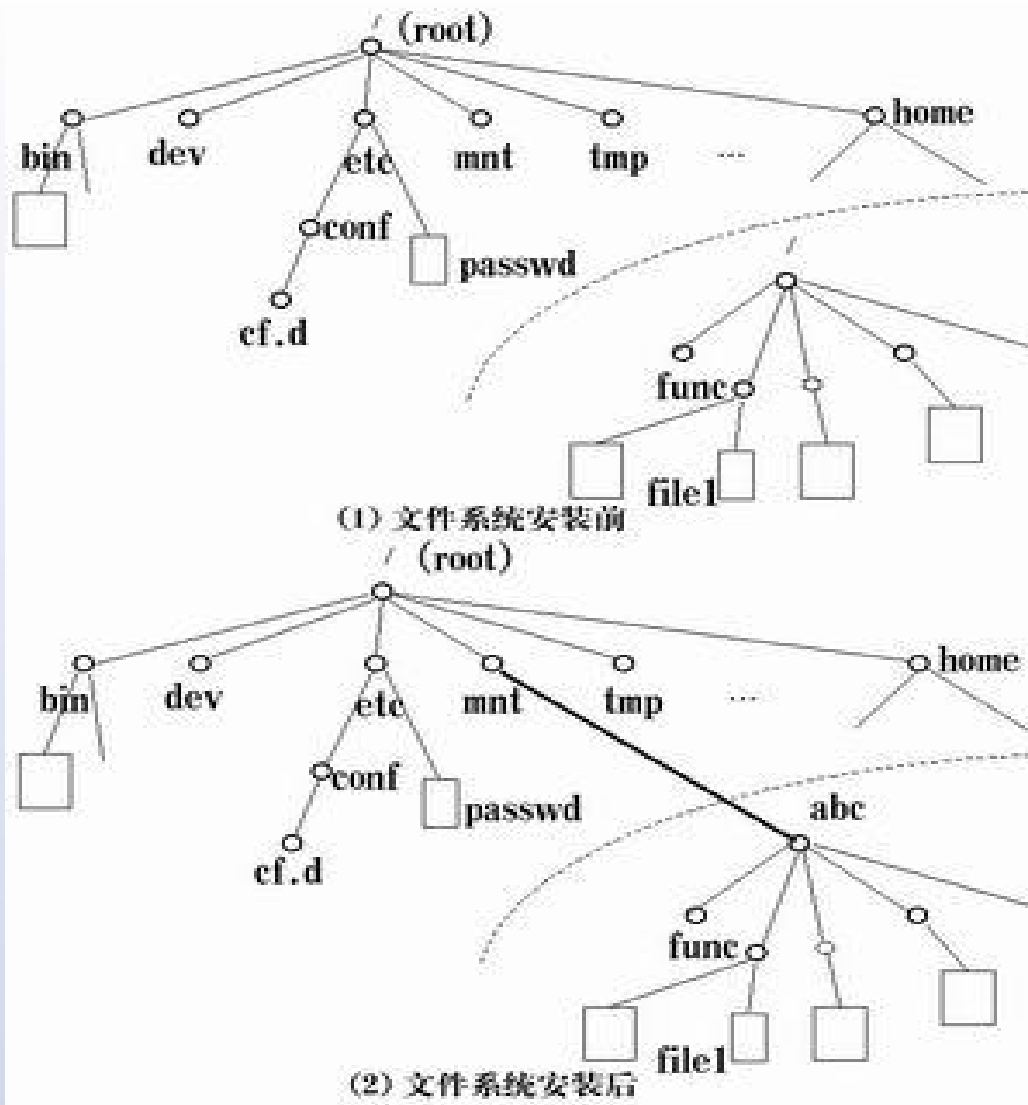 /
(root)
home
bin
dev
etc
mnt
tmp
...
conf
passwd
/
cf.d
func
file1
(1) 文件系统安装前
/
(root)
home
bin
dev
etc
mnt
tmp
...
conf
passwd
abc
cf.d
func
file1
(2) 文件系统安装后